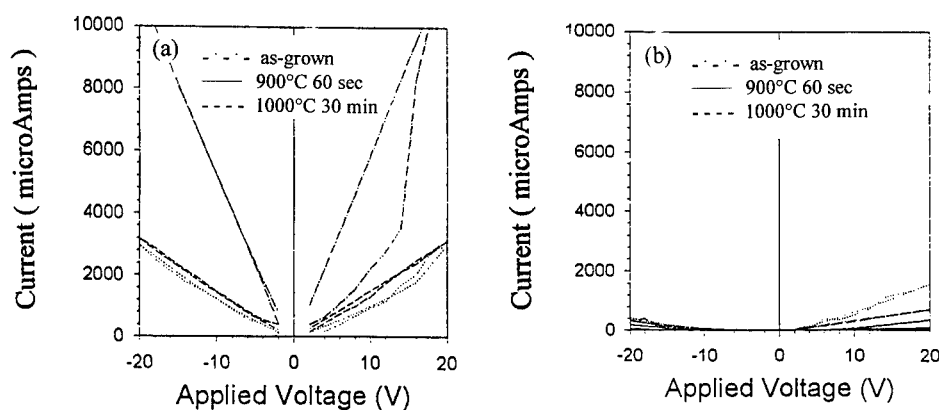 (a)
as-grown
900°C 60 sec
1000°C 30 min
10000
8000
6000
4000
2000
0
-20
-10
0
10
20
Current ( microAmps)
Applied Voltage (V)
(b)
as-grown
900°C 60 sec
1000°C 30 min
10000
8000
6000
4000
2000
0
-20
-10
0
10
20
Current ( microAmps)
Applied Voltage (V)